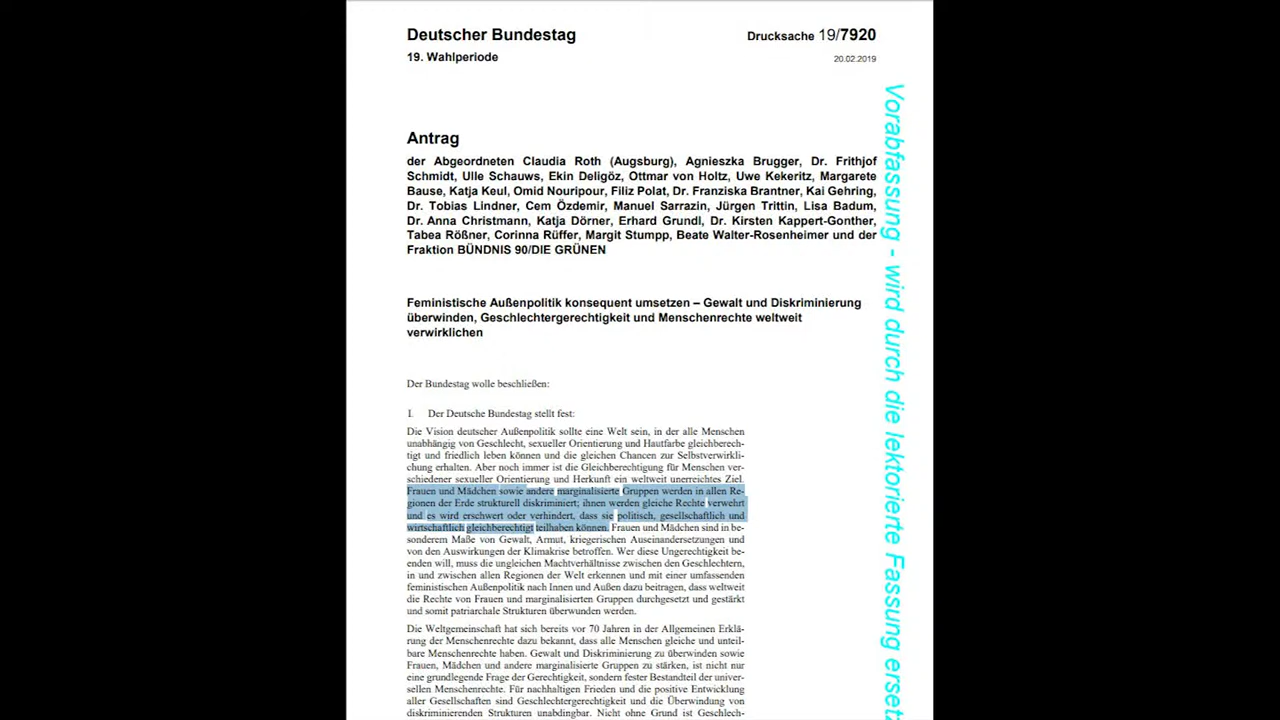 Deutscher Bundestag
Drucksache 19/7920
19. Wahlperiode
20.02.2019
Antrag
der Abgeordneten Claudia Roth (Augsburg), Agnieszka Brugger, Dr. Frithjof
Schmidt, Ulle Schauws, Ekin Deligöz, Ottmar von Holtz, Uwe Kekeritz, Margarete
Bause, Katja Keul, Omid Nouripour, Filiz Polat, Dr. Franziska Brantner, Kai Gehring,
Dr. Tobias Lindner, Cem Özdemir, Manuel Sarrazin, Jürgen Trittin, Lisa Badum,
Dr. Anna Christmann, Katja Dörner, Erhard Grundl, Dr. Kirsten Kappert-Gonther,
Tabea Rößner, Corinna Rüffer, Margit Stumpp, Beate Walter-Rosenheimer und der
Fraktion BÜNDNIS 90/DIE GRÜNEN
Feministische Außenpolitik konsequent umsetzen – Gewalt und Diskriminierung
überwinden, Geschlechtergerechtigkeit und Menschenrechte weltweit
verwirklichen
Der Bundestag wolle beschließen:
I. Der Deutsche Bundestag stellt fest:
Die Vision deutscher Außenpolitik sollte eine Welt sein, in der alle Menschen
unabhängig von Geschlecht, sexueller Orientierung und Hautfarbe gleichberech-
tigt und friedlich leben können und die gleichen Chancen zur Selbstverwirkli-
chung erhalten. Aber noch immer ist die Gleichberechtigung für Menschen ver-
schiedener sexueller Orientierung und Herkunft ein weltweit unerreichtes Ziel.
Frauen und Mädchen sowie andere marginalisierte Gruppen werden in allen Re-
gionen der Erde strukturell diskriminiert; ihnen werden gleiche Rechte verwehrt
und es wird erschwert oder verhindert, dass sie politisch, gesellschaftlich und
wirtschaftlich gleichberechtigt teilhaben können. Frauen und Mädchen sind in be-
sonderem Maße von Gewalt, Armut, kriegerischen Auseinandersetzungen und
von den Auswirkungen der Klimakrise betroffen. Wer diese Ungerechtigkeit be-
enden will, muss die ungleichen Machtverhältnisse zwischen den Geschlechtern,
in und zwischen allen Regionen der Welt erkennen und mit einer umfassenden
feministischen Außenpolitik nach Innen und Außen dazu beitragen, dass weltweit
die Rechte von Frauen und marginalisierten Gruppen durchgesetzt und gestärkt
und somit patriarchale Strukturen überwunden werden.
Die Weltgemeinschaft hat sich bereits vor 70 Jahren in der Allgemeinen Erklä-
rung der Menschenrechte dazu bekannt, dass alle Menschen gleiche und unteil-
bare Menschenrechte haben. Gewalt und Diskriminierung zu überwinden sowie
Frauen, Mädchen und andere marginalisierte Gruppen zu stärken, ist nicht nur
eine grundlegende Frage der Gerechtigkeit, sondern fester Bestandteil der univer-
sellen Menschenrechte. Für nachhaltigen Frieden und die positive Entwicklung
aller Gesellschaften sind Geschlechtergerechtigkeit und die Überwindung von
diskriminierenden Strukturen unabdingbar. Nicht ohne Grund ist Geschlech-
Vorabfassung - wird durch die lektorierte Fassung erset